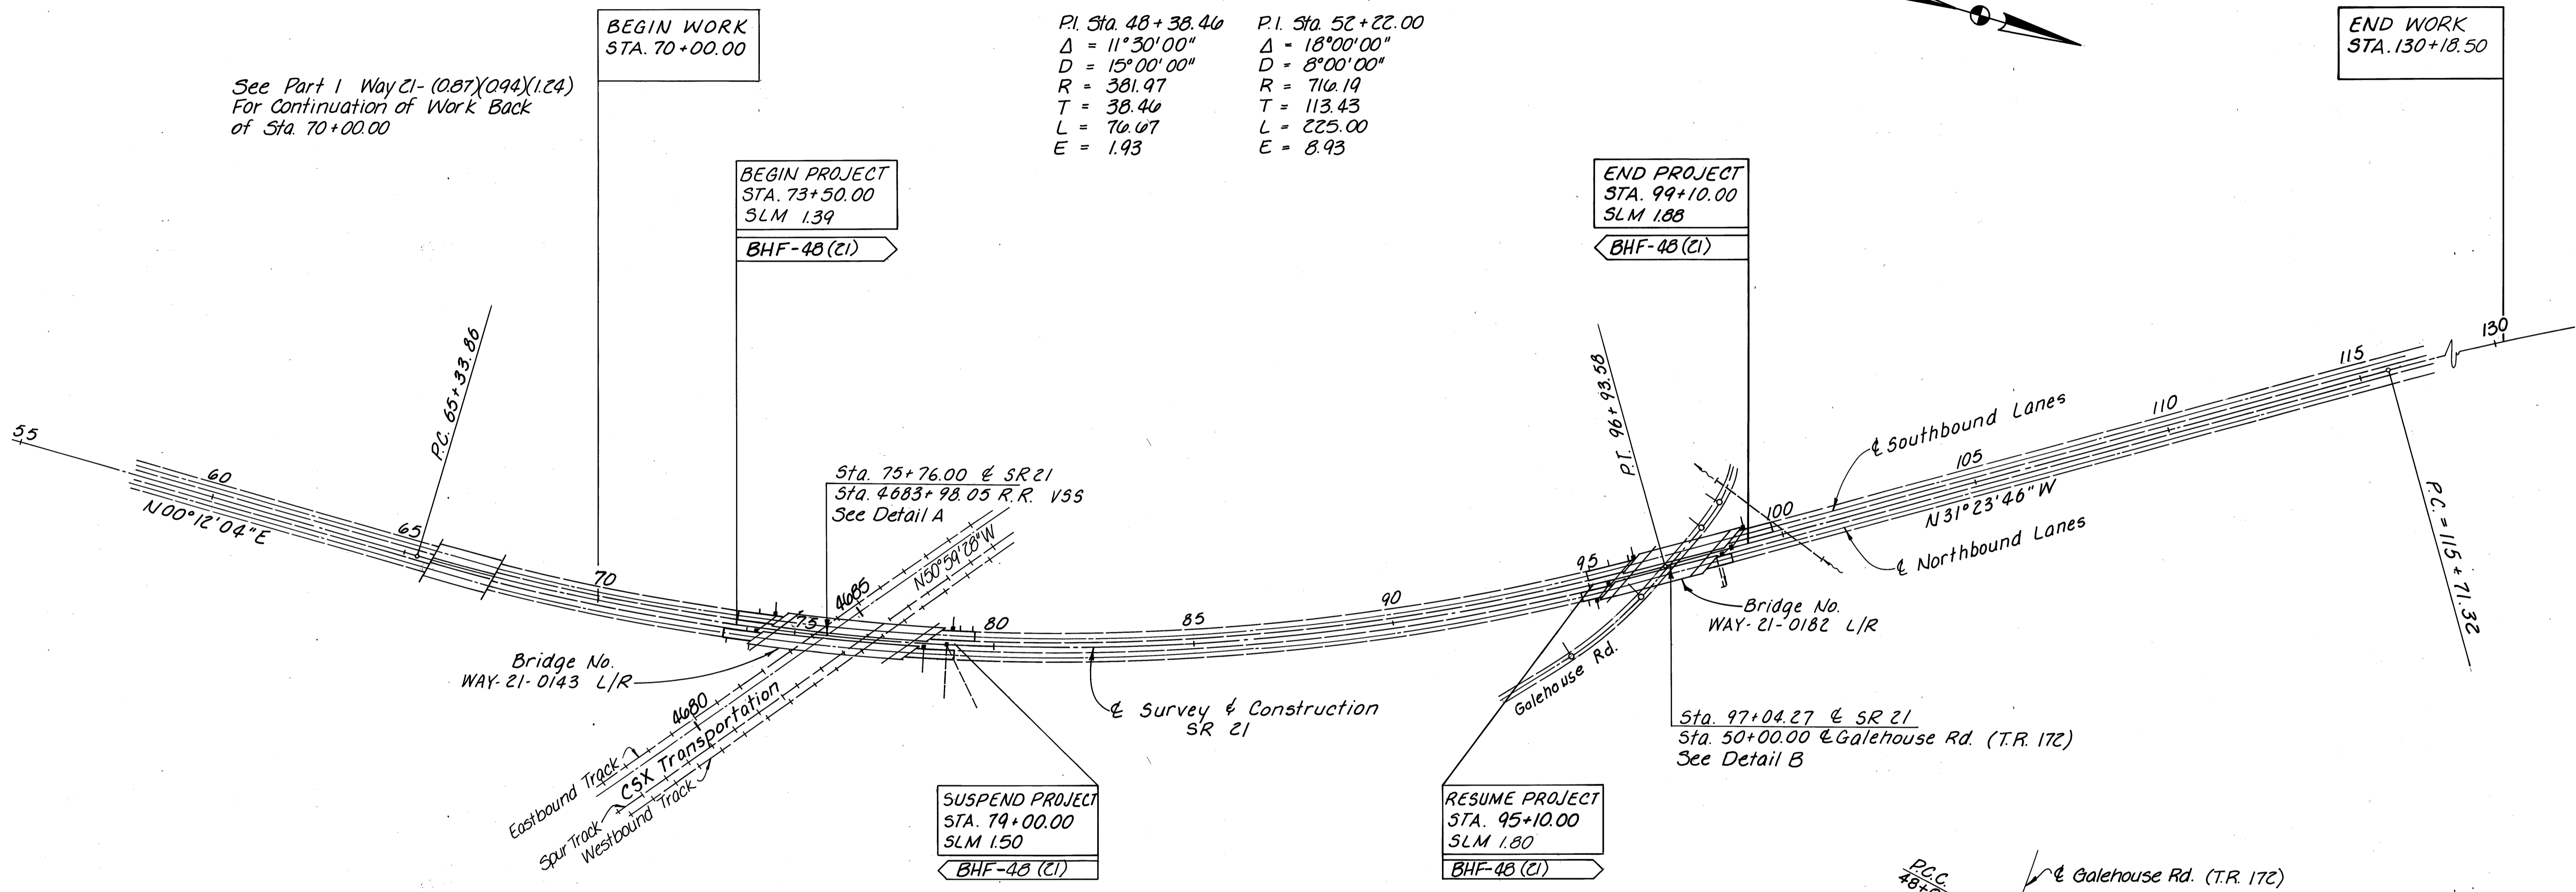 BEGIN WORK
STA. 70+00.00
P.I. Sta. 48+38.46
Δ = 11°30'00"
D = 15°00'00"
R = 381.97
T = 38.46
L = 76.67
E = 1.93
P.I. Sta. 52+22.00
Δ = 18°00'00"
D = 8°00'00"
R = 716.19
T = 113.43
L = 225.00
E = 8.93
END WORK
STA. 130+18.50
See Part 1 Way 21-(0.87)(0.94)(1.24)
For Continuation of Work Back
of Sta. 70+00.00
BEGIN PROJECT
STA. 73+50.00
SLM 1.39
BHF-48(21)
END PROJECT
STA. 99+10.00
SLM 1.88
BHF-48(21)
P.C. 65+33.86
P.T. 96+93.58
55
60
65
70
75
80
85
90
95
100
105
110
115
130
N00°12'04"E
Sta. 75+76.00 ℄ SR 21
Sta. 4683+98.05 R.R. VSS
See Detail A
4685
N50°59'28"W
4680
℄ Southbound Lanes
N31°23'46"W
℄ Northbound Lanes
P.C. = 115+71.32
Bridge No.
WAY-21-0143 L/R
Bridge No.
WAY-21-0182 L/R
Galehouse Rd.
℄ Survey & Construction
SR 21
Eastbound Track
CSX Transportation
Spur Track
Westbound Track
Sta. 97+04.27 ℄ SR 21
Sta. 50+00.00 ℄ Galehouse Rd. (T.R. 172)
See Detail B
SUSPEND PROJECT
STA. 79+00.00
SLM 1.50
BHF-48(21)
RESUME PROJECT
STA. 95+10.00
SLM 1.80
BHF-48(21)
P.C.C.
℄ Galehouse Rd. (T.R. 172)